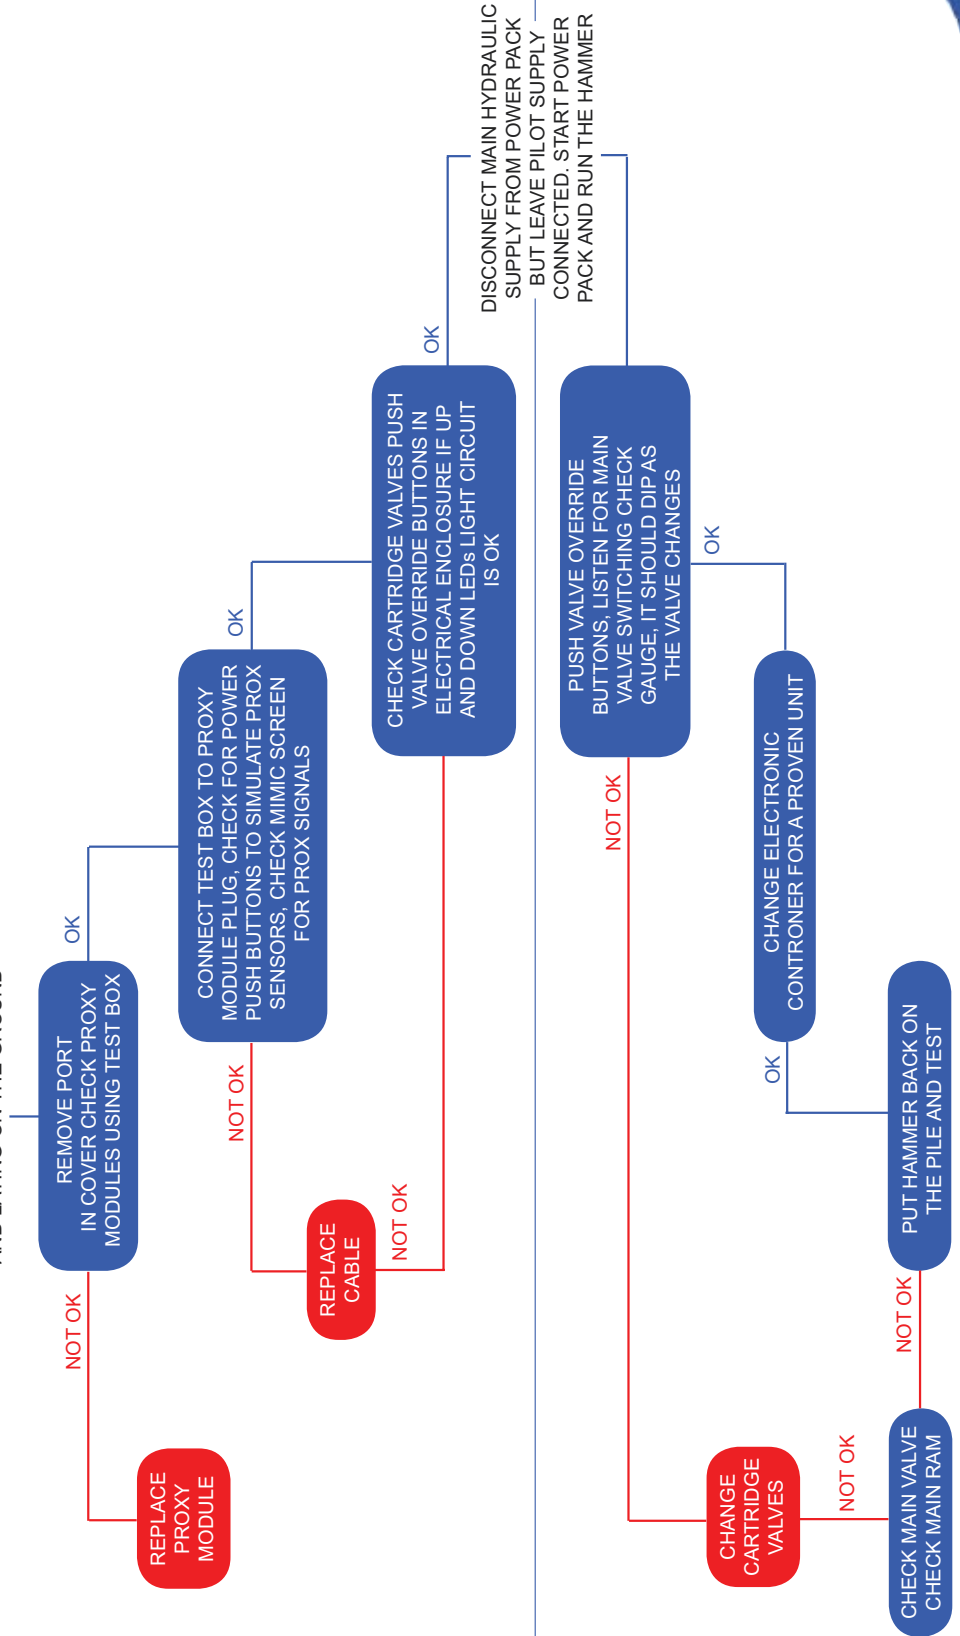 REMOVE PORT
IN COVER CHECK PROXY
MODULES USING TEST BOX
OK
NOT OK
REPLACE
PROXY
MODULE
CONNECT TEST BOX TO PROXY
MODULE PLUG, CHECK FOR POWER
PUSH BUTTONS TO SIMULATE PROX
SENSORS, CHECK MIMIC SCREEN
FOR PROX SIGNALS
OK
NOT OK
REPLACE
CABLE
NOT OK
CHECK CARTRIDGE VALVES PUSH
VALVE OVERRIDE BUTTONS IN
ELECTRICAL ENCLOSURE IF UP
AND DOWN LEDs LIGHT CIRCUIT
IS OK
OK
DISCONNECT MAIN HYDRAULIC
SUPPLY FROM POWER PACK
BUT LEAVE PILOT SUPPLY
CONNECTED. START POWER
PACK AND RUN THE HAMMER
PUSH VALVE OVERRIDE
BUTTONS, LISTEN FOR MAIN
VALVE SWITCHING CHECK
GAUGE, IT SHOULD DIP AS
THE VALVE CHANGES
OK
NOT OK
CHANGE
CARTRIDGE
VALVES
NOT OK
CHANGE ELECTRONIC
CONTRONER FOR A PROVEN UNIT
OK
PUT HAMMER BACK ON
THE PILE AND TEST
NOT OK
CHECK MAIN VALVE
CHECK MAIN RAM